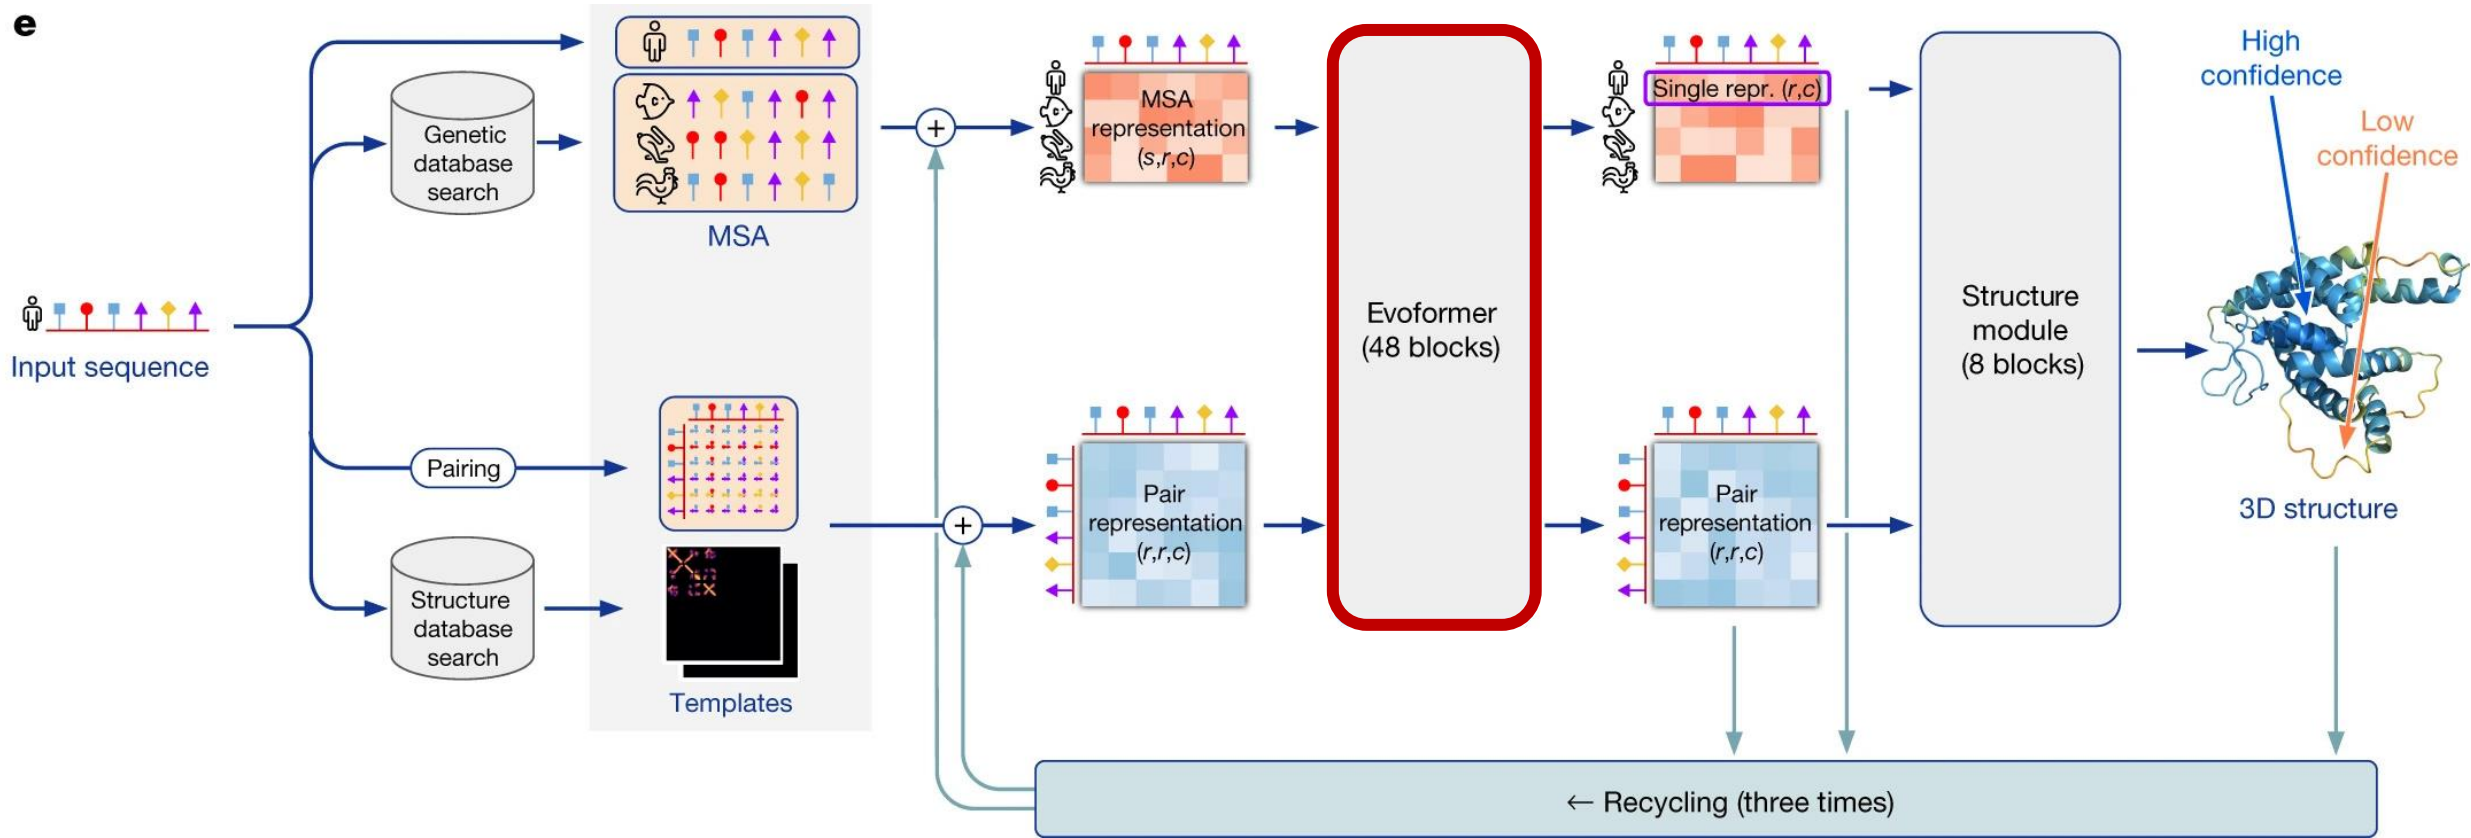 e
Input sequence
Genetic
database
search
MSA
Pairing
Structure
database
search
Templates
+
+
MSA
representation
(s,r,c)
Pair
representation
(r,r,c)
Evoformer
(48 blocks)
Single repr. (r,c)
Pair
representation
(r,r,c)
Structure
module
(8 blocks)
High
confidence
Low
confidence
3D structure
← Recycling (three times)